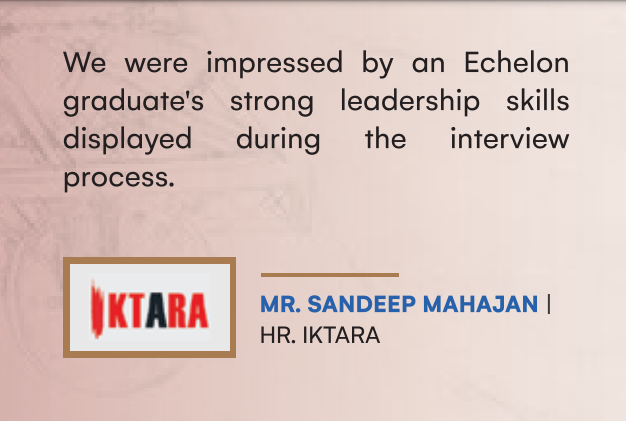 We were impressed by an Echelon
graduate's strong leadership skills
displayed during the interview
process.
IKTARA
MR. SANDEEP MAHAJAN |
HR. IKTARA